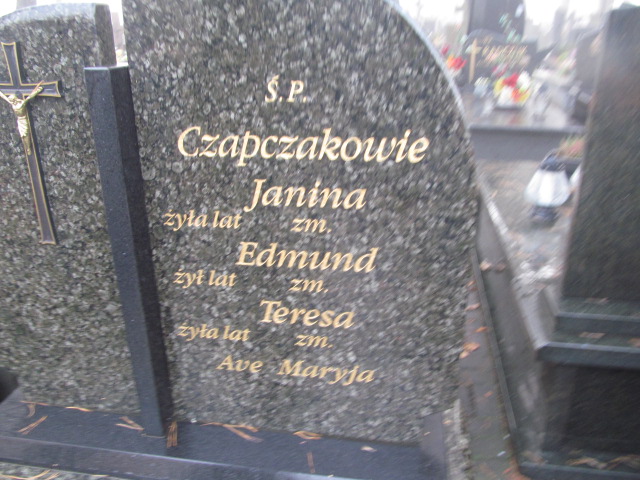 Ś.P.
Czapczakowie
Janina
żyła lat zm.
Edmund
żył lat zm.
Teresa
żyła lat zm.
Ave Maryja